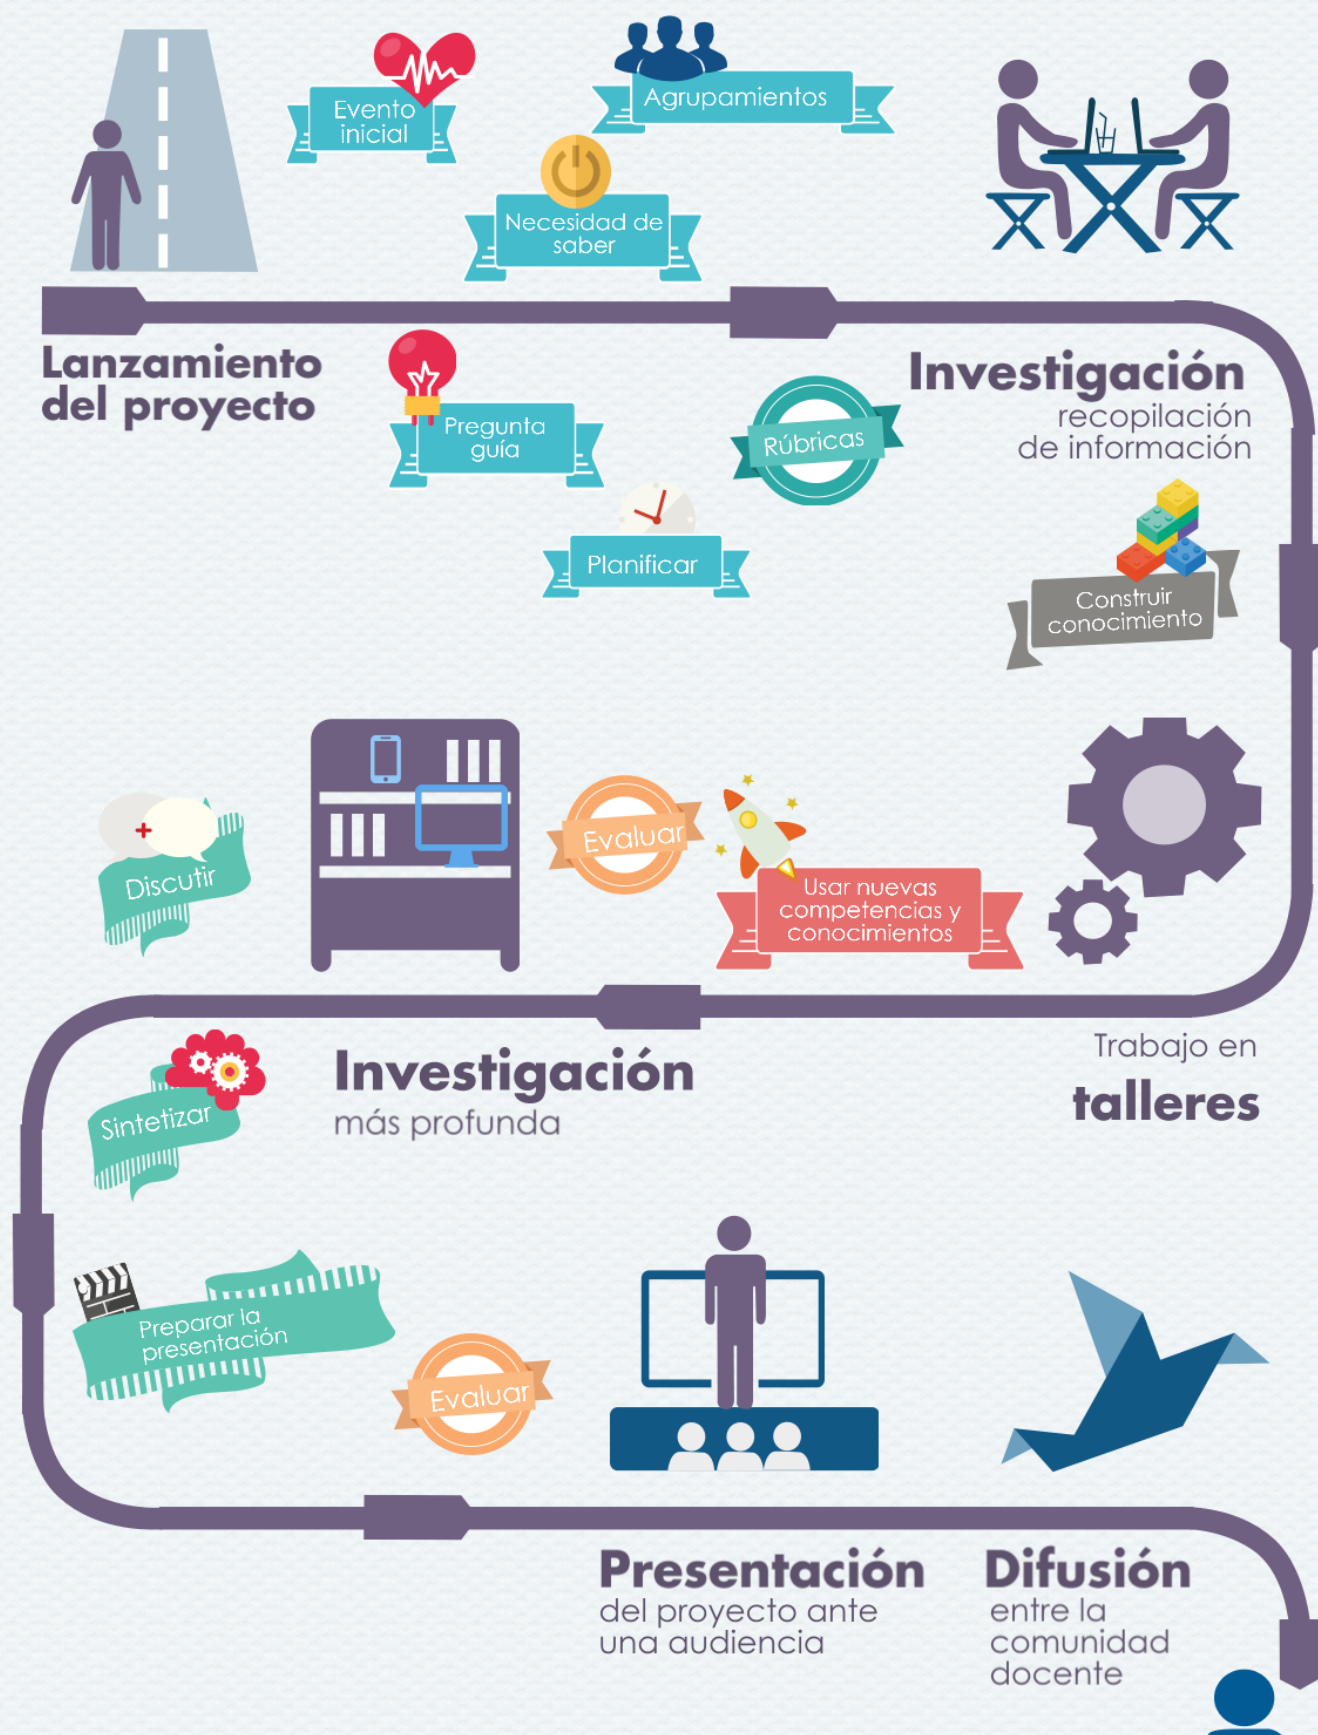 Evento
inicial
Agrupamientos
Necesidad de
saber
Lanzamiento
del proyecto
Pregunta
guía
Rúbricas
Planificar
Investigación
recopilación
de información
Construir
conocimiento
Usar nuevas
competencias y
conocimientos
Evaluar
Trabajo en
talleres
Investigación
más profunda
Discutir
Sintetizar
Preparar la
presentación
Evaluar
Presentación
del proyecto ante
una audiencia
Difusión
entre la
comunidad
docente